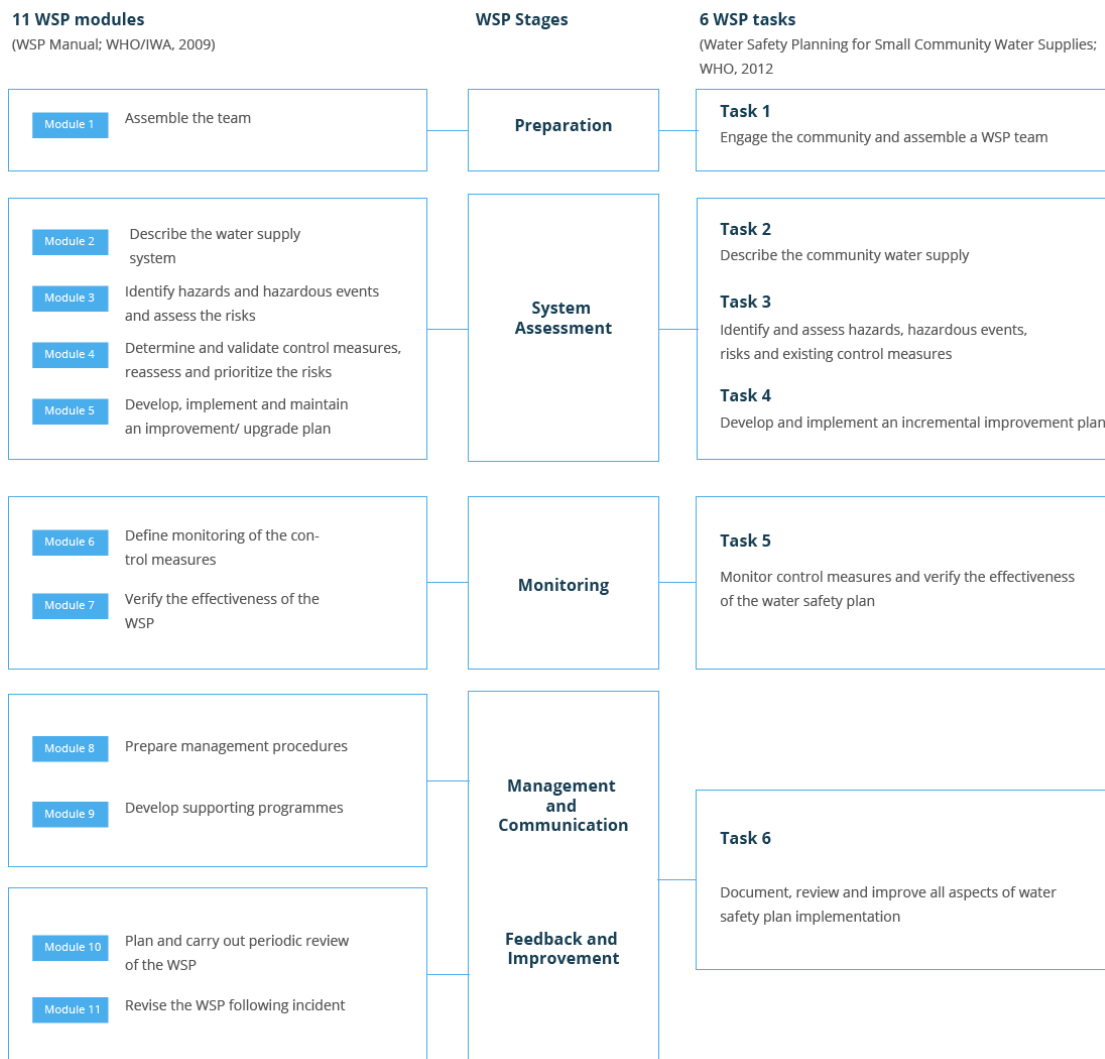 11 WSP modules
(WSP Manual; WHO/IWA, 2009)
WSP Stages
6 WSP tasks
(Water Safety Planning for Small Community Water Supplies;
WHO, 2012
Module 1
Assemble the team
Preparation
Task 1
Engage the community and assemble a WSP team
Module 2
Describe the water supply
system
Module 3
Identify hazards and hazardous events
and assess the risks
Module 4
Determine and validate control measures,
reassess and prioritize the risks
Module 5
Develop, implement and maintain
an improvement/ upgrade plan
System
Assessment
Task 2
Describe the community water supply
Task 3
Identify and assess hazards, hazardous events,
risks and existing control measures
Task 4
Develop and implement an incremental improvement plan
Module 6
Define monitoring of the con-
trol measures
Module 7
Verify the effectiveness of the
WSP
Monitoring
Task 5
Monitor control measures and verify the effectiveness
of the water safety plan
Module 8
Prepare management procedures
Module 9
Develop supporting programmes
Management
and
Communication
Module 10
Plan and carry out periodic review
of the WSP
Module 11
Revise the WSP following incident
Feedback and
Improvement
Task 6
Document, review and improve all aspects of water
safety plan implementation